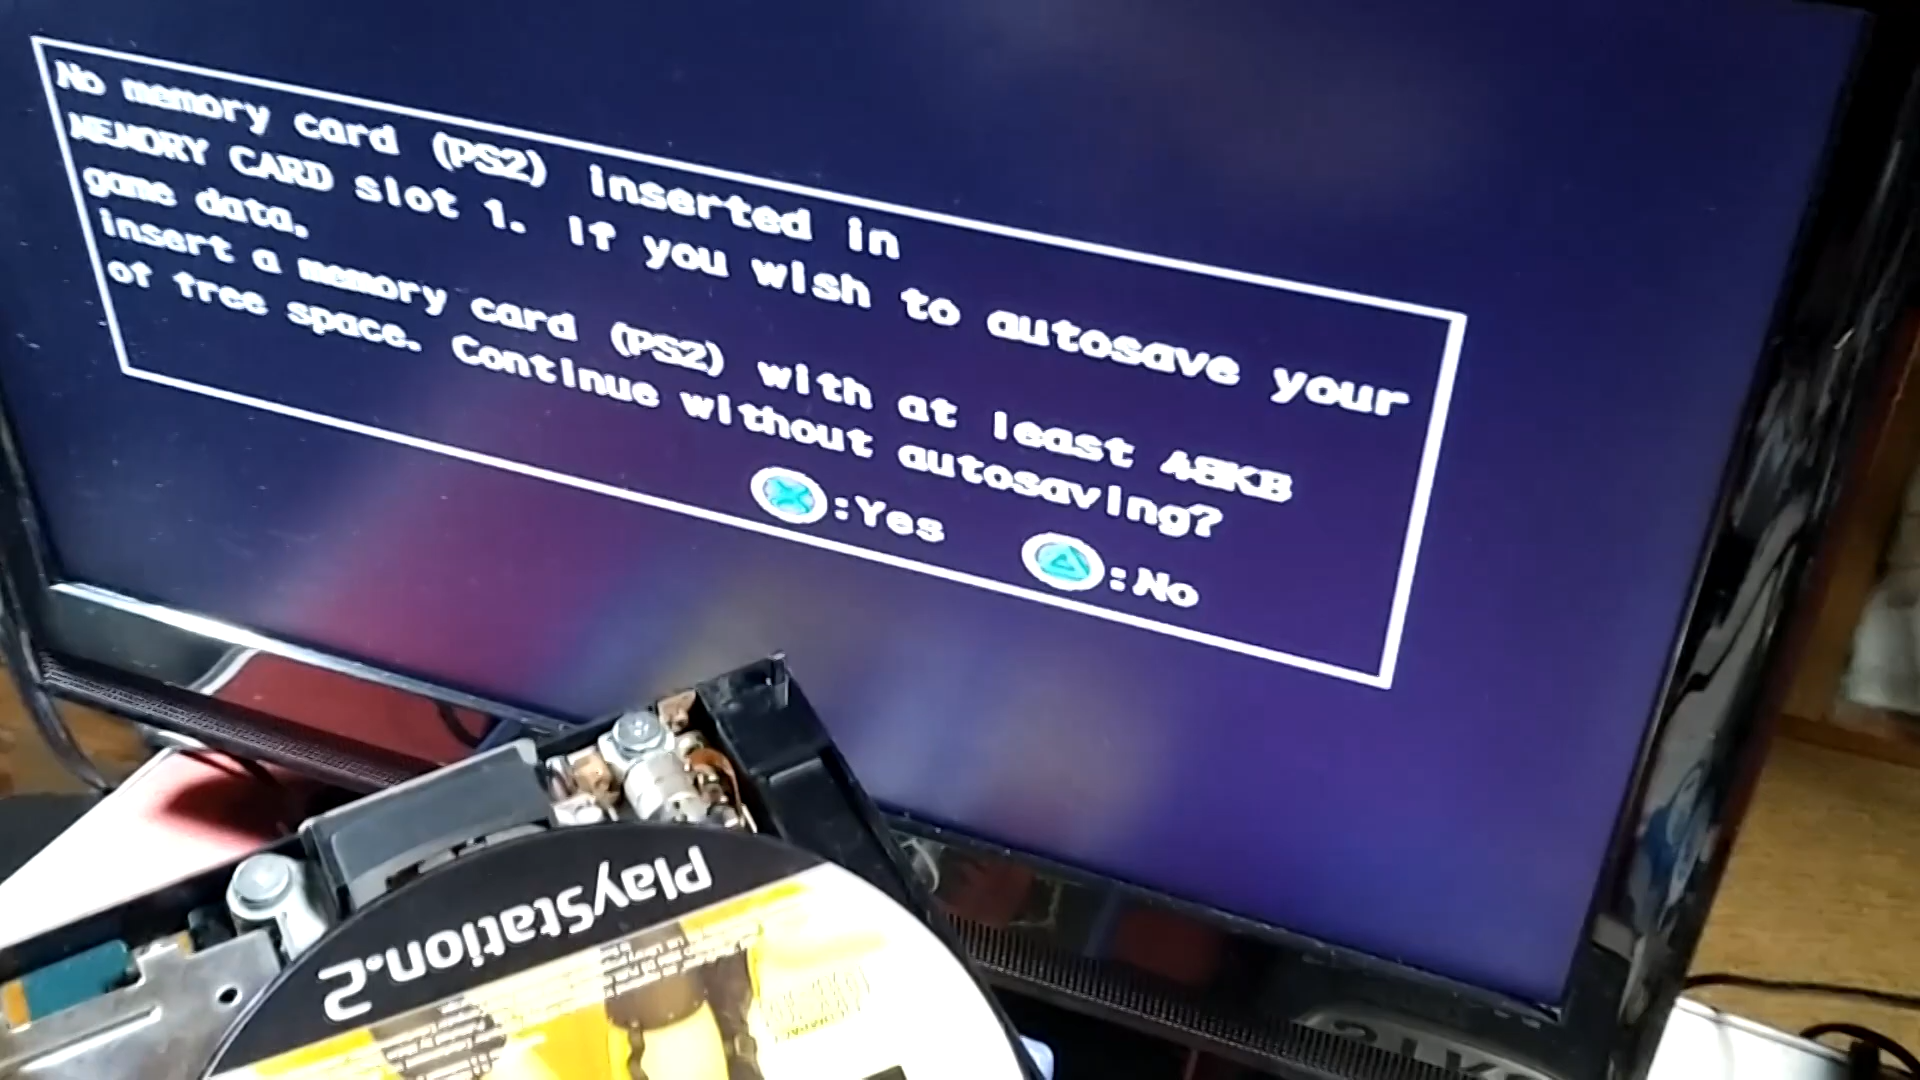 No memory card (PS2) inserted in
MEMORY CARD slot 1. If you wish to autosave your
game data,
insert a memory card (PS2) with at least 48KB
of free space. Continue without autosaving?
:Yes :No
PlayStation.2